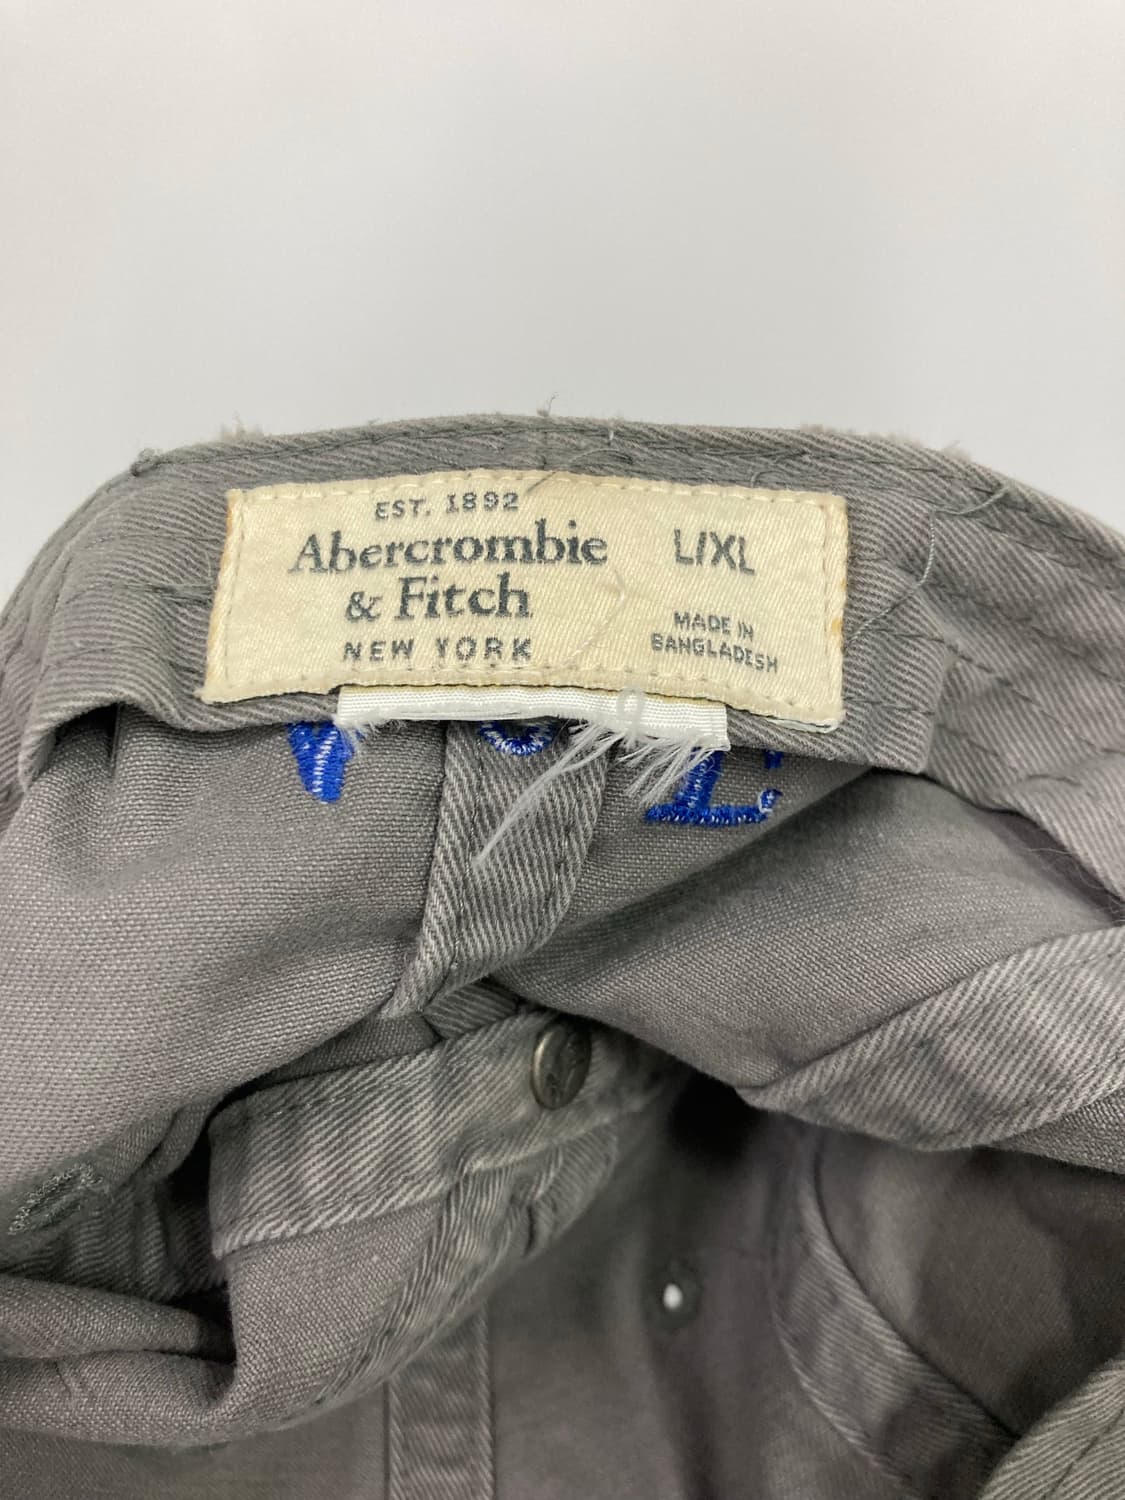 EST. 1892
Abercrombie
& Fitch
NEW YORK
L/XL
MADE IN
BANGLADESH